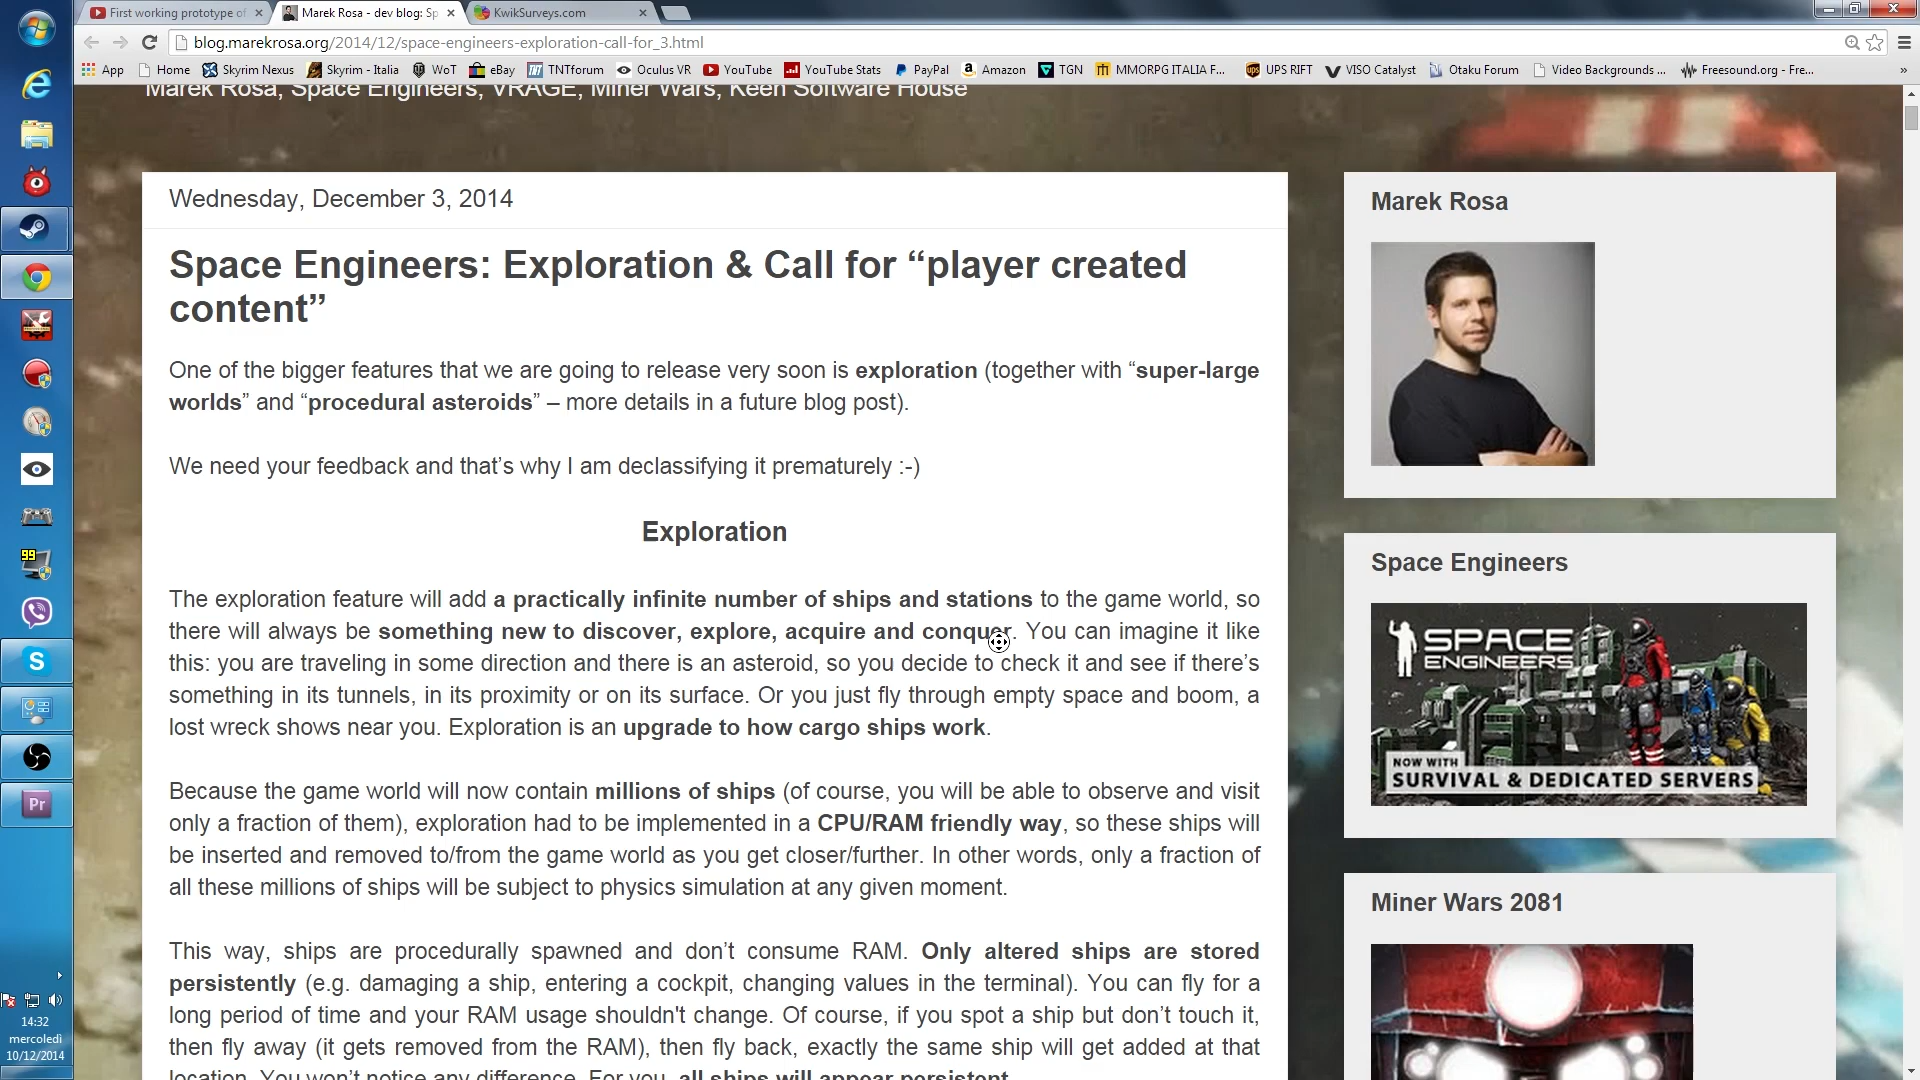 First working prototype of
Marek Rosa - dev blog: Sp
KwikSurveys.com
blog.marekrosa.org/2014/12/space-engineers-exploration-call-for_3.html
App Home Skyrim Nexus Skyrim - Italia WoT eBay TNTforum Oculus VR YouTube YouTube Stats PayPal Amazon TGN MMORPG ITALIA F... UPS RIFT VISO Catalyst Otaku Forum Video Backgrounds ... Freesound.org - Fre... »
Marek Rosa, Space Engineers, VRAGE, Miner Wars, Keen Software House
Wednesday, December 3, 2014
Space Engineers: Exploration & Call for “player created
content”
One of the bigger features that we are going to release very soon is exploration (together with “super-large
worlds” and “procedural asteroids” – more details in a future blog post).
We need your feedback and that’s why I am declassifying it prematurely :-)
Exploration
The exploration feature will add a practically infinite number of ships and stations to the game world, so
there will always be something new to discover, explore, acquire and conquer. You can imagine it like
this: you are traveling in some direction and there is an asteroid, so you decide to check it and see if there’s
something in its tunnels, in its proximity or on its surface. Or you just fly through empty space and boom, a
lost wreck shows near you. Exploration is an upgrade to how cargo ships work.
Because the game world will now contain millions of ships (of course, you will be able to observe and visit
only a fraction of them), exploration had to be implemented in a CPU/RAM friendly way, so these ships will
be inserted and removed to/from the game world as you get closer/further. In other words, only a fraction of
all these millions of ships will be subject to physics simulation at any given moment.
This way, ships are procedurally spawned and don’t consume RAM. Only altered ships are stored
persistently (e.g. damaging a ship, entering a cockpit, changing values in the terminal). You can fly for a
long period of time and your RAM usage shouldn't change. Of course, if you spot a ship but don’t touch it,
then fly away (it gets removed from the RAM), then fly back, exactly the same ship will get added at that
location. You won’t notice any difference. For you, all ships will appear persistent.
Marek Rosa
Space Engineers
SPACE
ENGINEERS
NOW WITH
SURVIVAL & DEDICATED SERVERS
Miner Wars 2081
99
S
Pr
14:32
mercoledì
10/12/2014